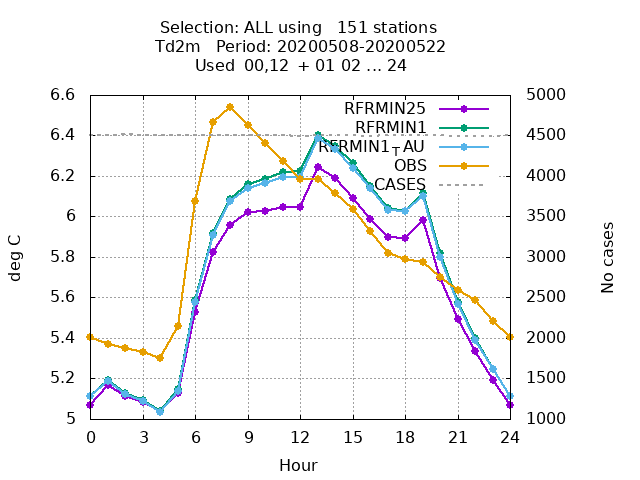 Selection: ALL using   151 stations
Td2m   Period: 20200508-20200522
Used  00,12  + 01 02 ... 24
RFRMIN25
RFRMIN1
RFRMIN1┬AU
OBS
CASES
6.6
6.4
6.2
6
5.8
5.6
5.4
5.2
5
5000
4500
4000
3500
3000
2500
2000
1500
1000
deg C
No cases
0 3 6 9 12 15 18 21 24
Hour